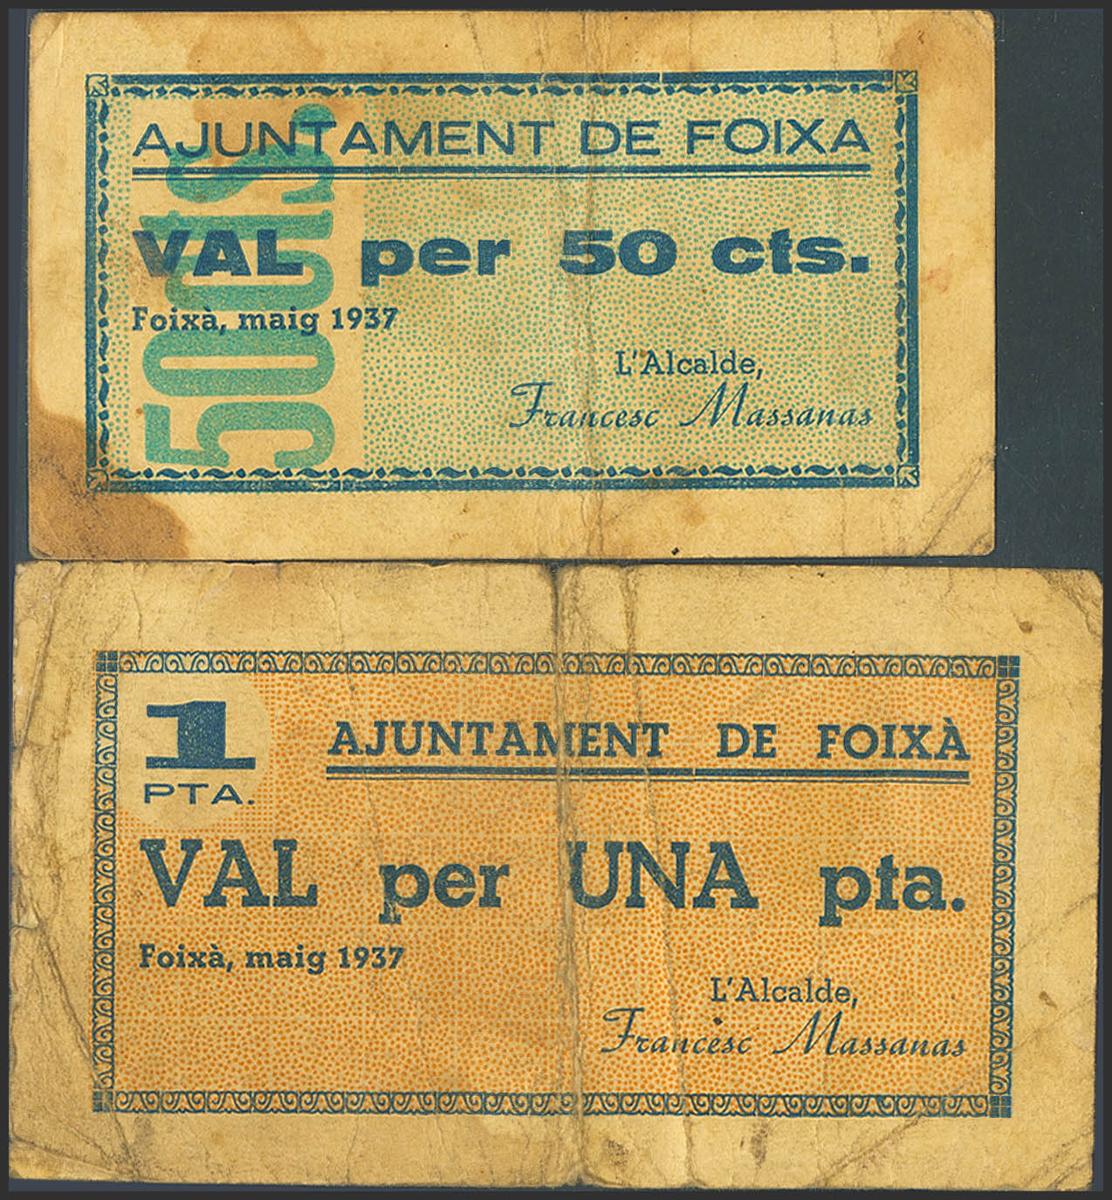 AJUNTAMENT DE FOIXA
50 cts
VAL per 50 cts.
Foixà, maig 1937
L'Alcalde,
Francesc Massanas
1
PTA.
AJUNTAMENT DE FOIXÀ
VAL per UNA pta.
Foixà, maig 1937
L'Alcalde,
Francesc Massanas